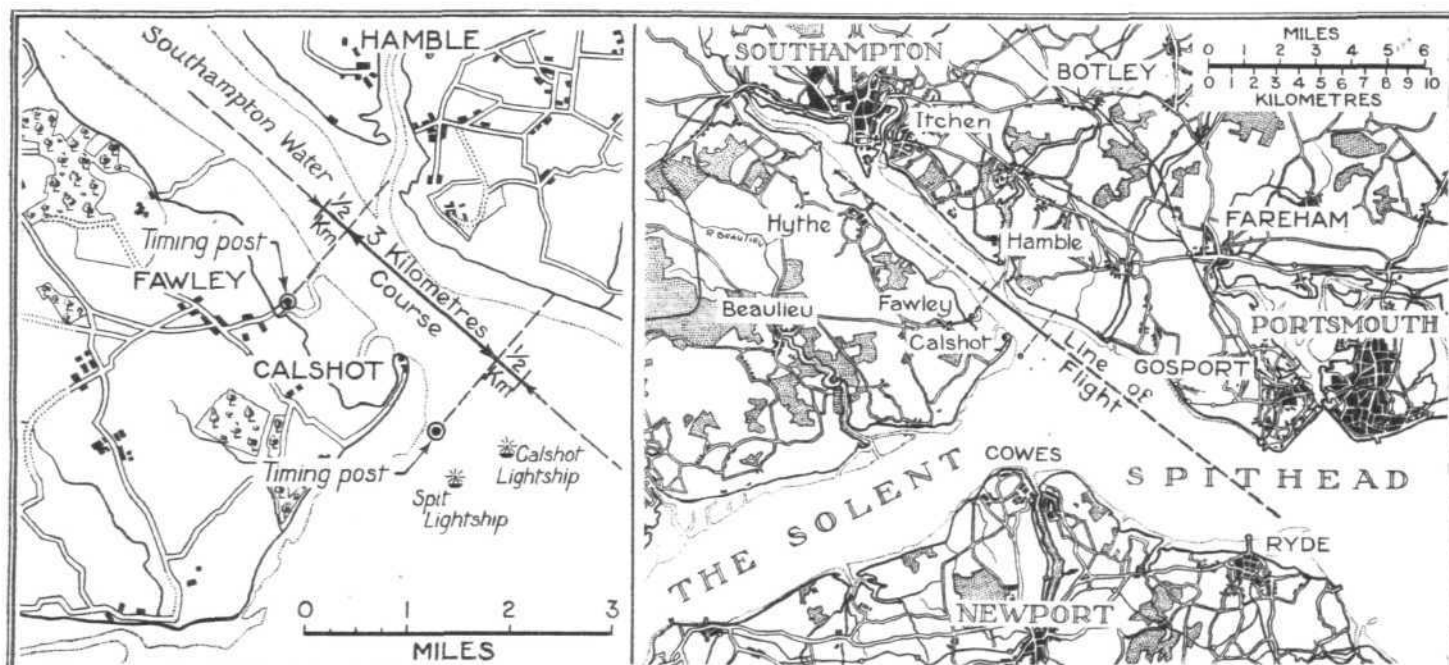 HAMBLE
Southampton Water
1/2
Km
3 Kilometres
Course
Timing post
FAWLEY
1/2
Km
CALSHOT
Timing post
Calshot
Lightship
Spit
Lightship
0 1 2 3
MILES
SOUTHAMPTON
BOTLEY
MILES
0 1 2 3 4 5 6
0 1 2 3 4 5 6 7 8 9 10
KILOMETRES
Itchen
Hythe
R. BEAULIEU
Hamble
FAREHAM
Beaulieu
Fawley
Calshot
PORTSMOUTH
GOSPORT
Line of
Flight
COWES
THE SOLENT
SPITHEAD
RYDE
NEWPORT